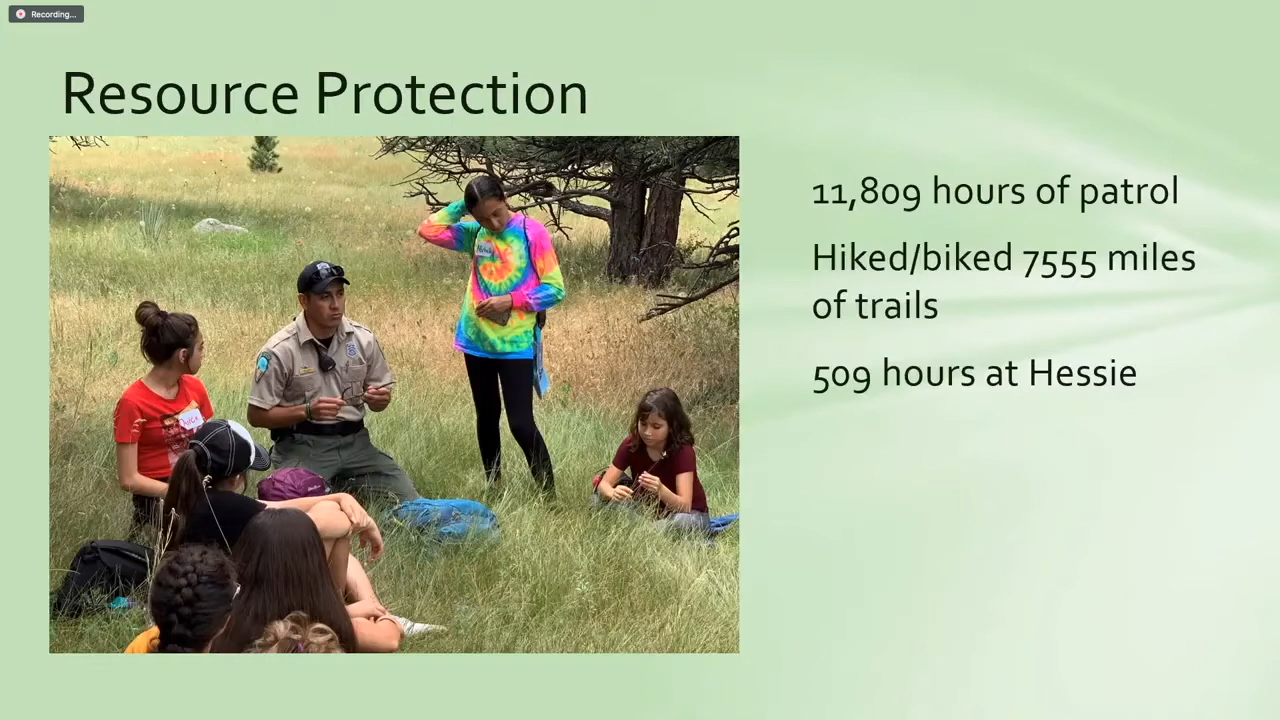 Recording...
Resource Protection
11,809 hours of patrol
Hiked/biked 7555 miles
of trails
509 hours at Hessie